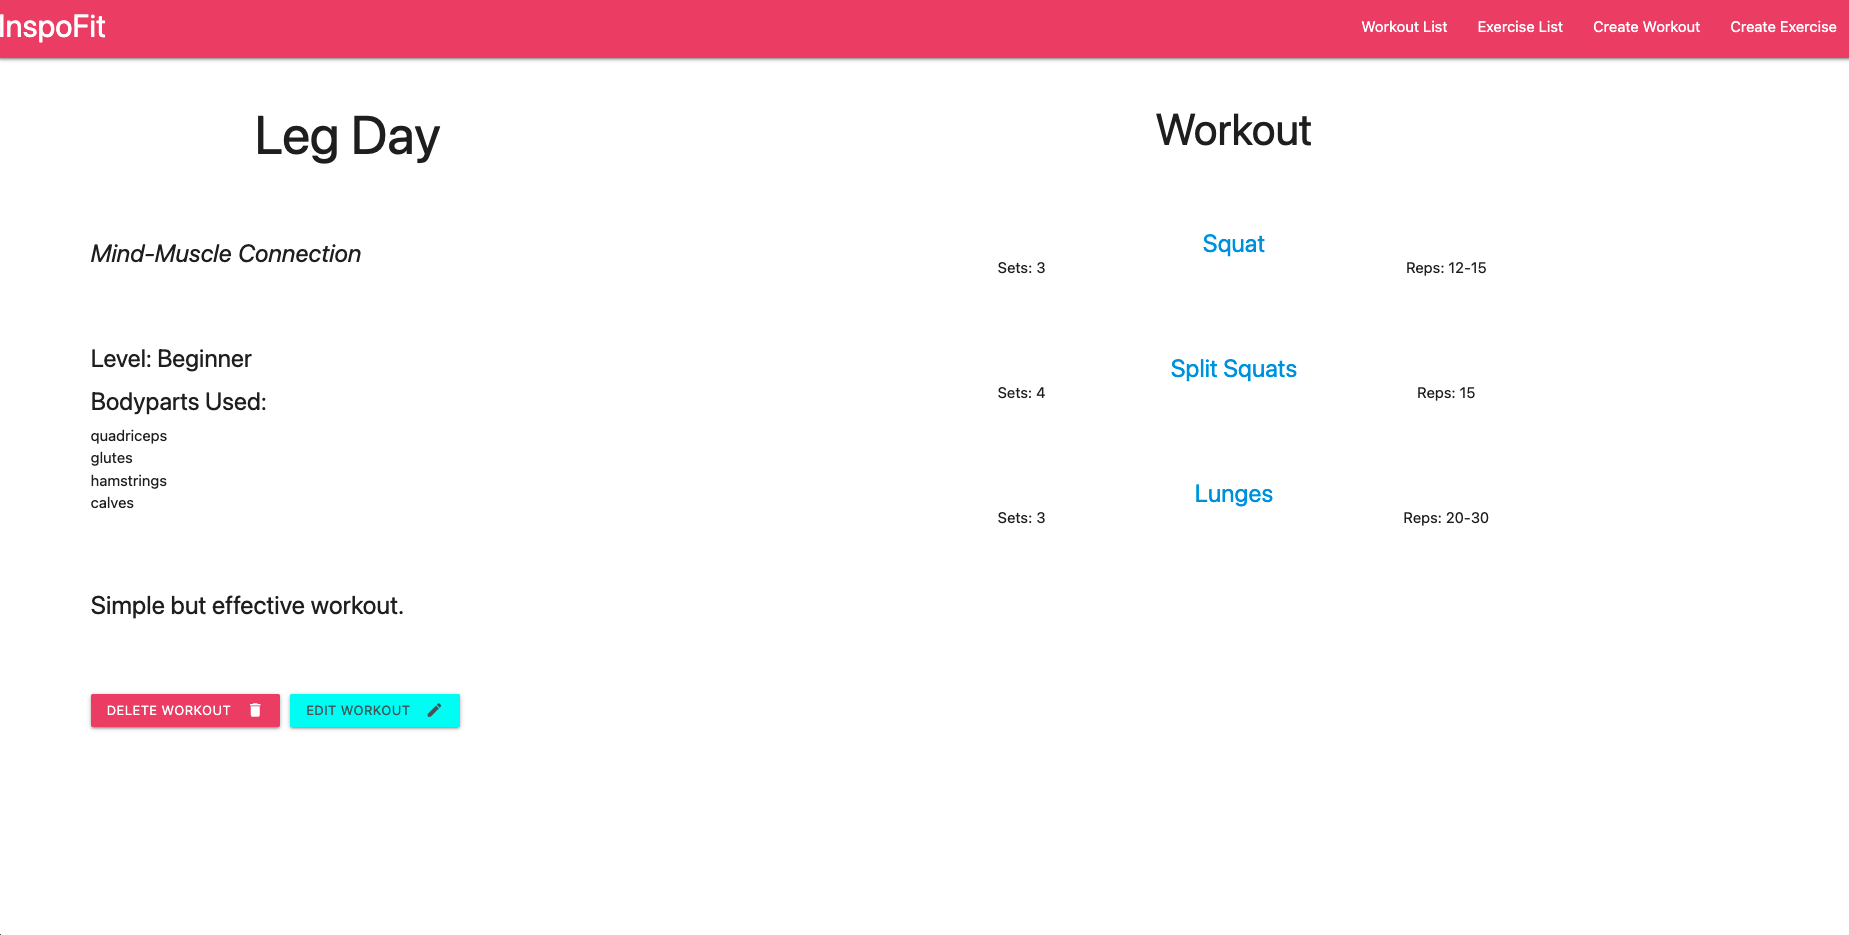 InspoFit
Workout List Exercise List Create Workout Create Exercise
Leg Day
Mind-Muscle Connection
Level: Beginner
Bodyparts Used:
quadriceps
glutes
hamstrings
calves
Simple but effective workout.
DELETE WORKOUT
EDIT WORKOUT
Workout
Squat
Sets: 3 Reps: 12-15
Split Squats
Sets: 4 Reps: 15
Lunges
Sets: 3 Reps: 20-30